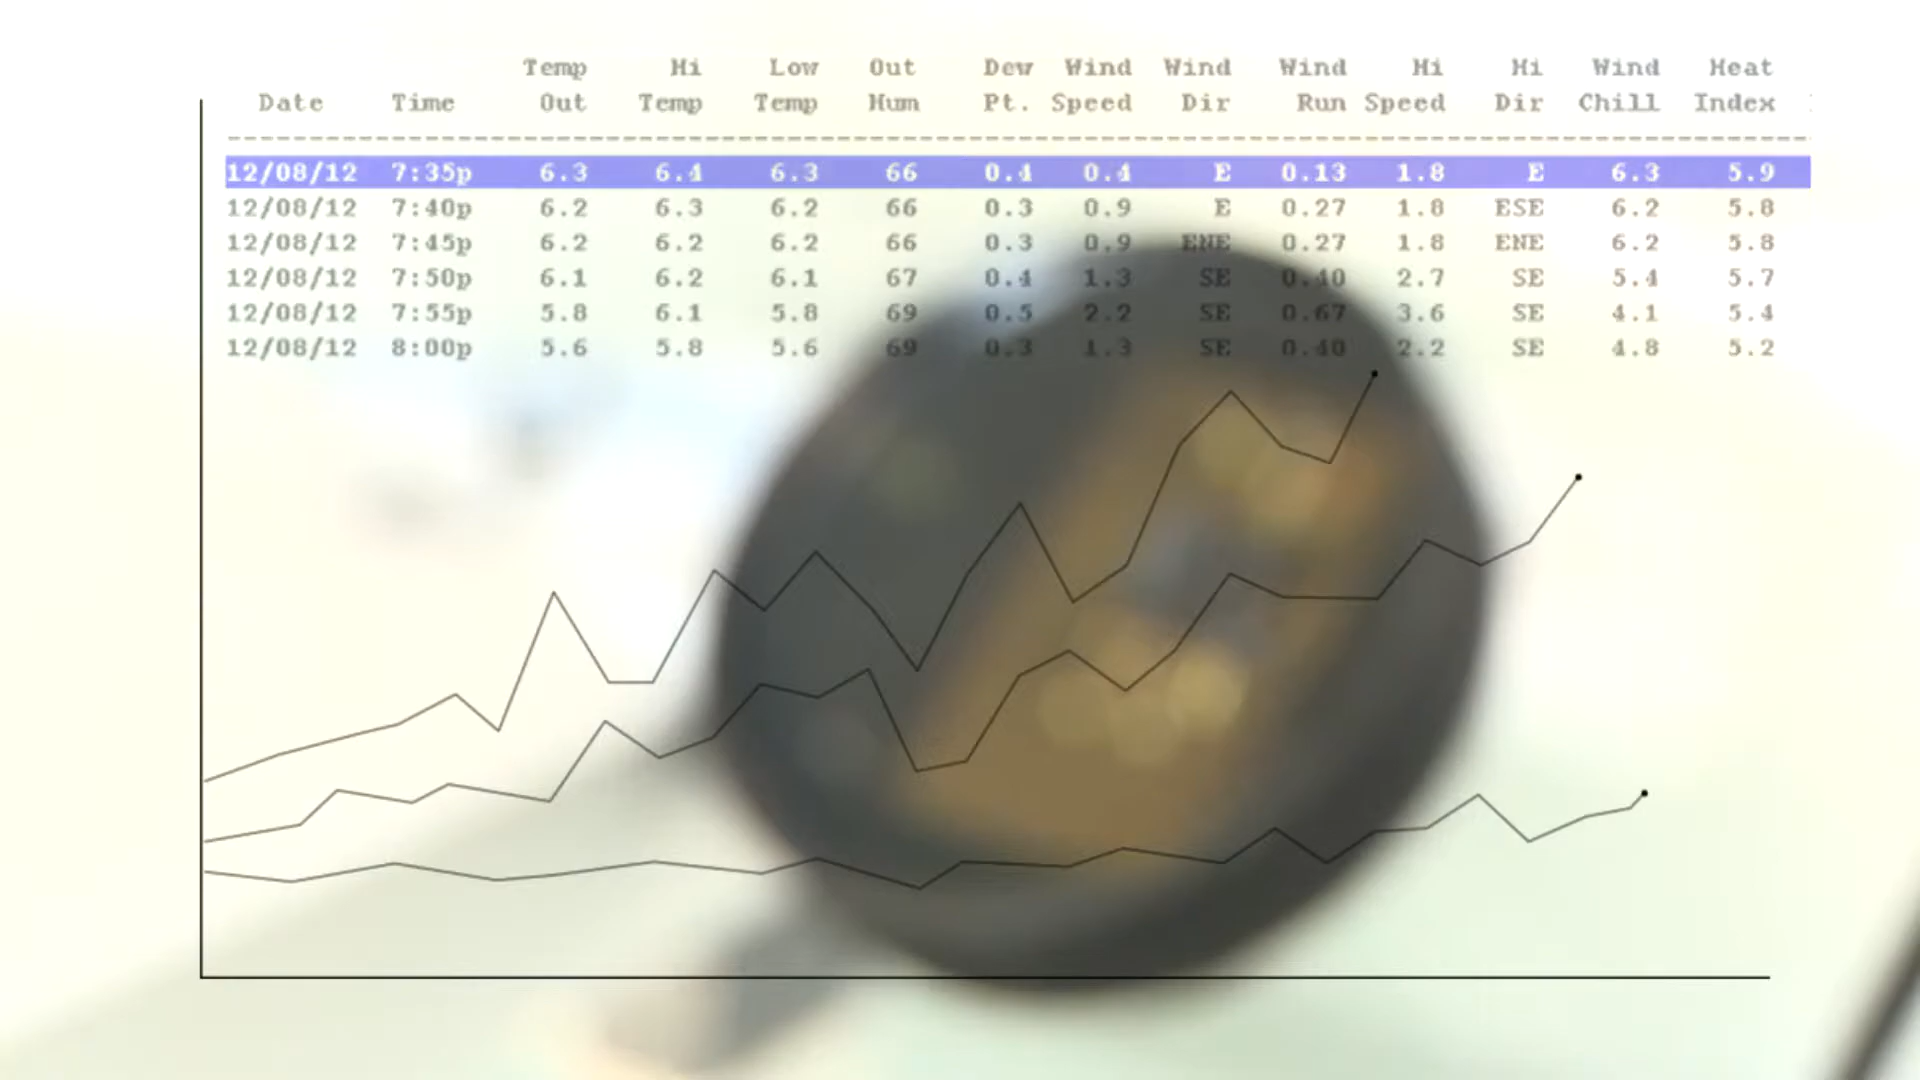 Temp Hi Low Out Dew Wind Wind Wind Hi Hi Wind Heat
Date Time Out Temp Temp Hum Pt. Speed Dir Run Speed Dir Chill Index
12/08/12 7:35p 6.3 6.4 6.3 66 0.4 0.4 E 0.13 1.8 E 6.3 5.9
12/08/12 7:40p 6.2 6.3 6.2 66 0.3 0.9 E 0.27 1.8 ESE 6.2 5.8
12/08/12 7:45p 6.2 6.2 6.2 66 0.3 0.9 ENE 0.27 1.8 ENE 6.2 5.8
12/08/12 7:50p 6.1 6.2 6.1 67 0.4 1.3 SE 0.40 2.7 SE 5.4 5.7
12/08/12 7:55p 5.8 6.1 5.8 69 0.5 2.2 SE 0.67 3.6 SE 4.1 5.4
12/08/12 8:00p 5.6 5.8 5.6 69 0.3 1.3 SE 0.40 2.2 SE 4.8 5.2